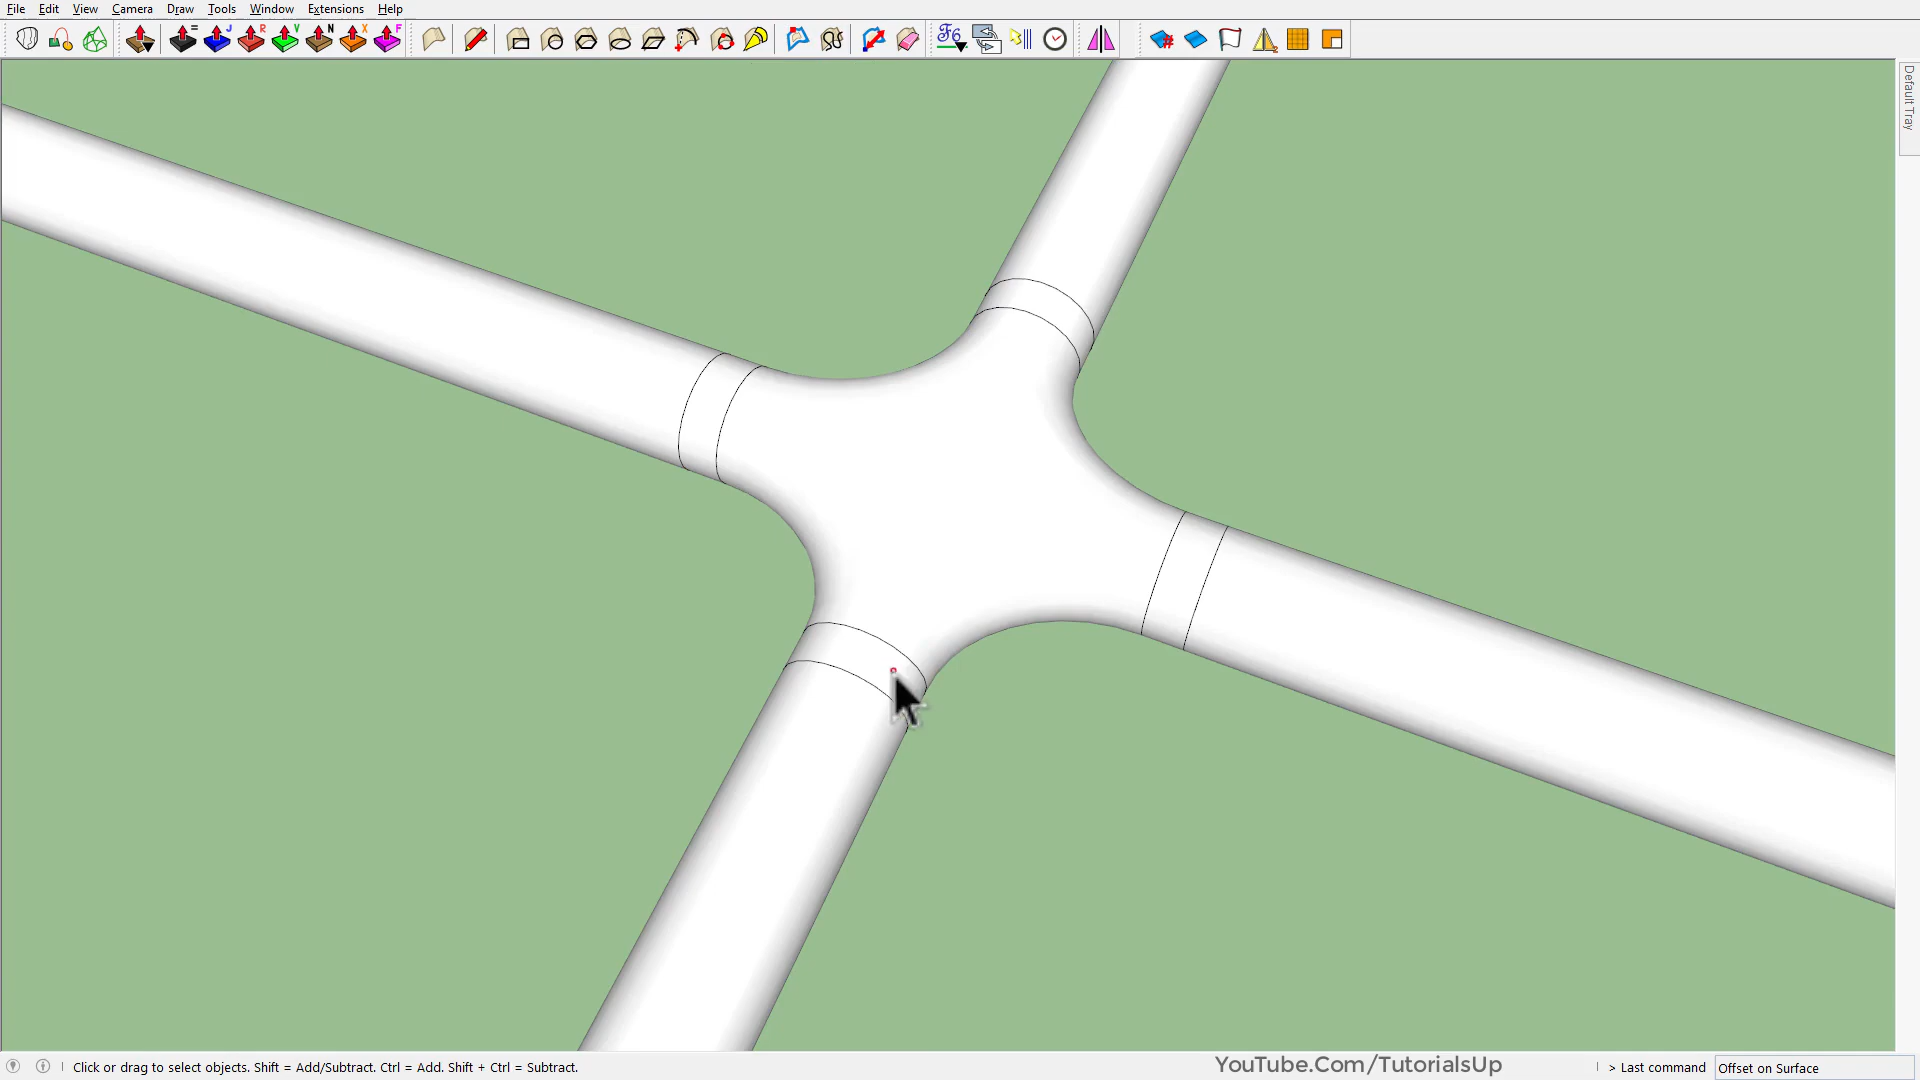 File Edit View Camera Draw Tools Window Extensions Help
= J R V N X F F6
Default Tray
Click or drag to select objects. Shift = Add/Subtract. Ctrl = Add. Shift + Ctrl = Subtract.
YouTube.Com/TutorialsUp
> Last command Offset on Surface